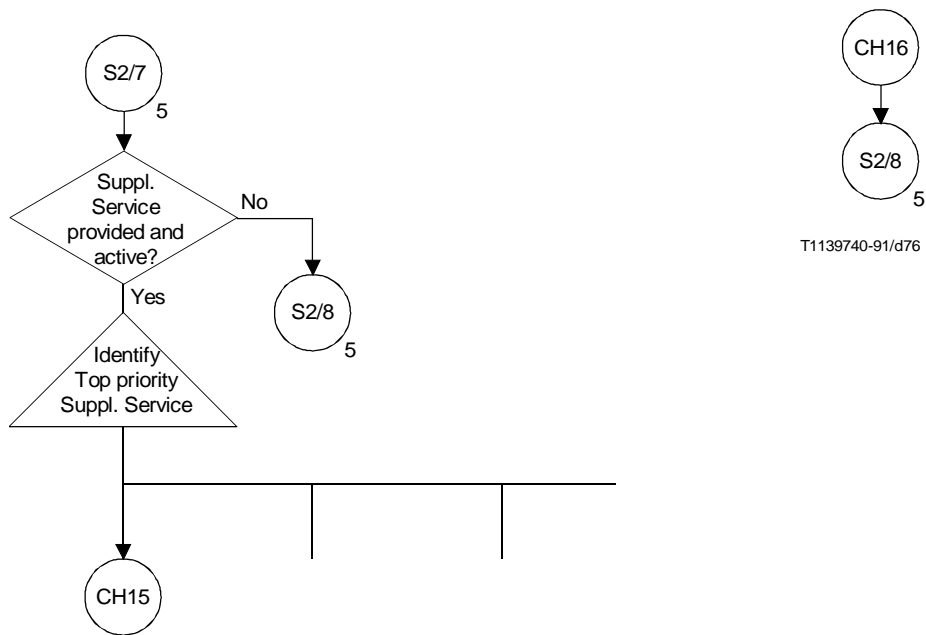 S2/7
5
Suppl.
Service
provided and
active?
No
S2/8
5
Yes
Identify
Top priority
Suppl. Service
CH15
CH16
S2/8
5
T1139740-91/d76